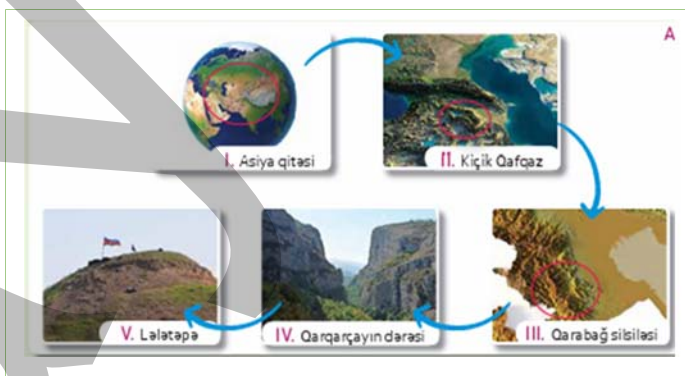 A
I. Asiya qitəsi
II. Kiçik Qafqaz
III. Qarabağ silsiləsi
IV. Qarqarçayın dərəsi
V. Lələtəpə